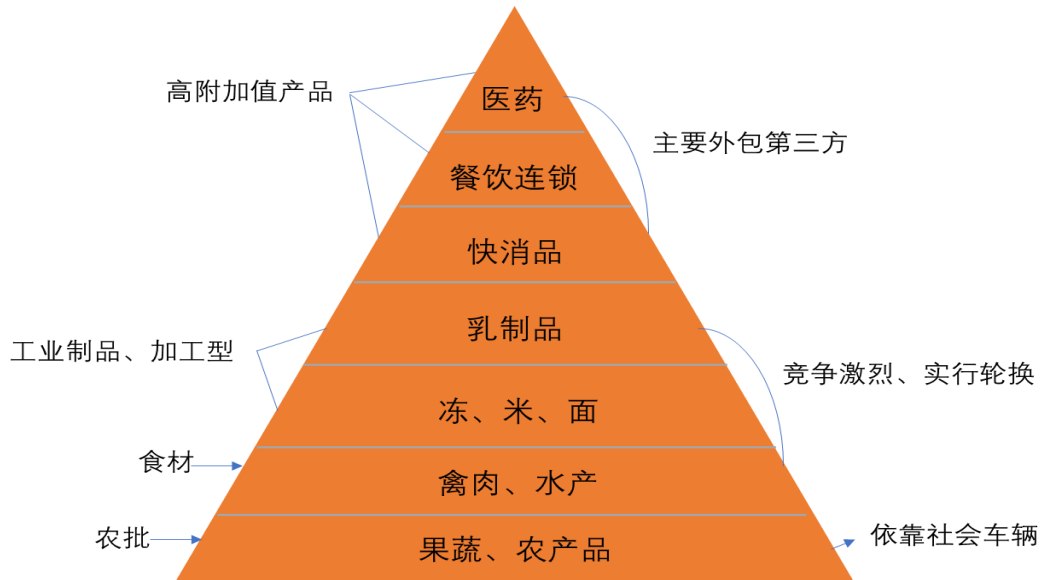 高附加值产品
医药
主要外包第三方
餐饮连锁
快消品
乳制品
工业制品、加工型
竞争激烈、实行轮换
冻、米、面
食材
禽肉、水产
农批
果蔬、农产品
依靠社会车辆